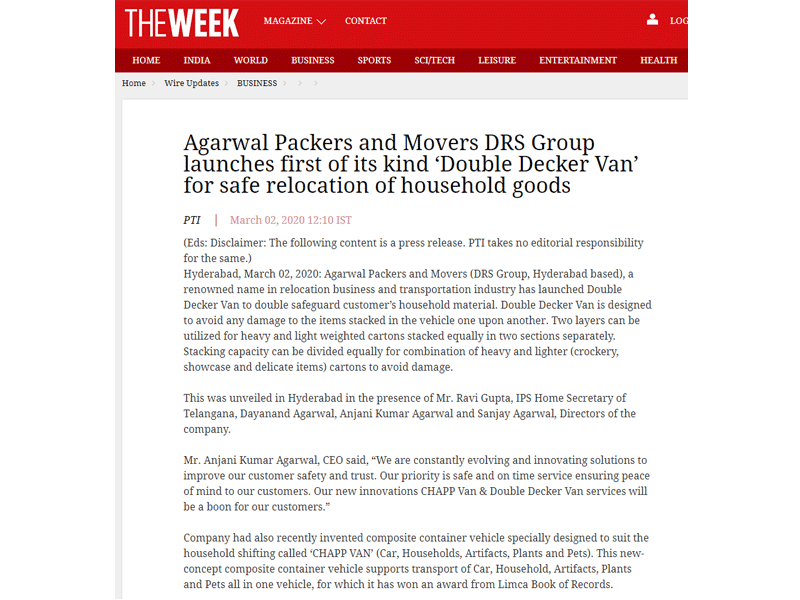 THE WEEK
MAGAZINE
CONTACT
LOG
HOME INDIA WORLD BUSINESS SPORTS SCI/TECH LEISURE ENTERTAINMENT HEALTH
Home Wire Updates BUSINESS
Agarwal Packers and Movers DRS Group
launches first of its kind ‘Double Decker Van’
for safe relocation of household goods
PTI | March 02, 2020 12:10 IST
(Eds: Disclaimer: The following content is a press release. PTI takes no editorial responsibility
for the same.)
Hyderabad, March 02, 2020: Agarwal Packers and Movers (DRS Group, Hyderabad based), a
renowned name in relocation business and transportation industry has launched Double
Decker Van to double safeguard customer’s household material. Double Decker Van is designed
to avoid any damage to the items stacked in the vehicle one upon another. Two layers can be
utilized for heavy and light weighted cartons stacked equally in two sections separately.
Stacking capacity can be divided equally for combination of heavy and lighter (crockery,
showcase and delicate items) cartons to avoid damage.
This was unveiled in Hyderabad in the presence of Mr. Ravi Gupta, IPS Home Secretary of
Telangana, Dayanand Agarwal, Anjani Kumar Agarwal and Sanjay Agarwal, Directors of the
company.
Mr. Anjani Kumar Agarwal, CEO said, “We are constantly evolving and innovating solutions to
improve our customer safety and trust. Our priority is safe and on time service ensuring peace
of mind to our customers. Our new innovations CHAPP Van & Double Decker Van services will
be a boon for our customers.”
Company had also recently invented composite container vehicle specially designed to suit the
household shifting called ‘CHAPP VAN’ (Car, Households, Artifacts, Plants and Pets). This new-
concept composite container vehicle supports transport of Car, Household, Artifacts, Plants
and Pets all in one vehicle, for which it has won an award from Limca Book of Records.